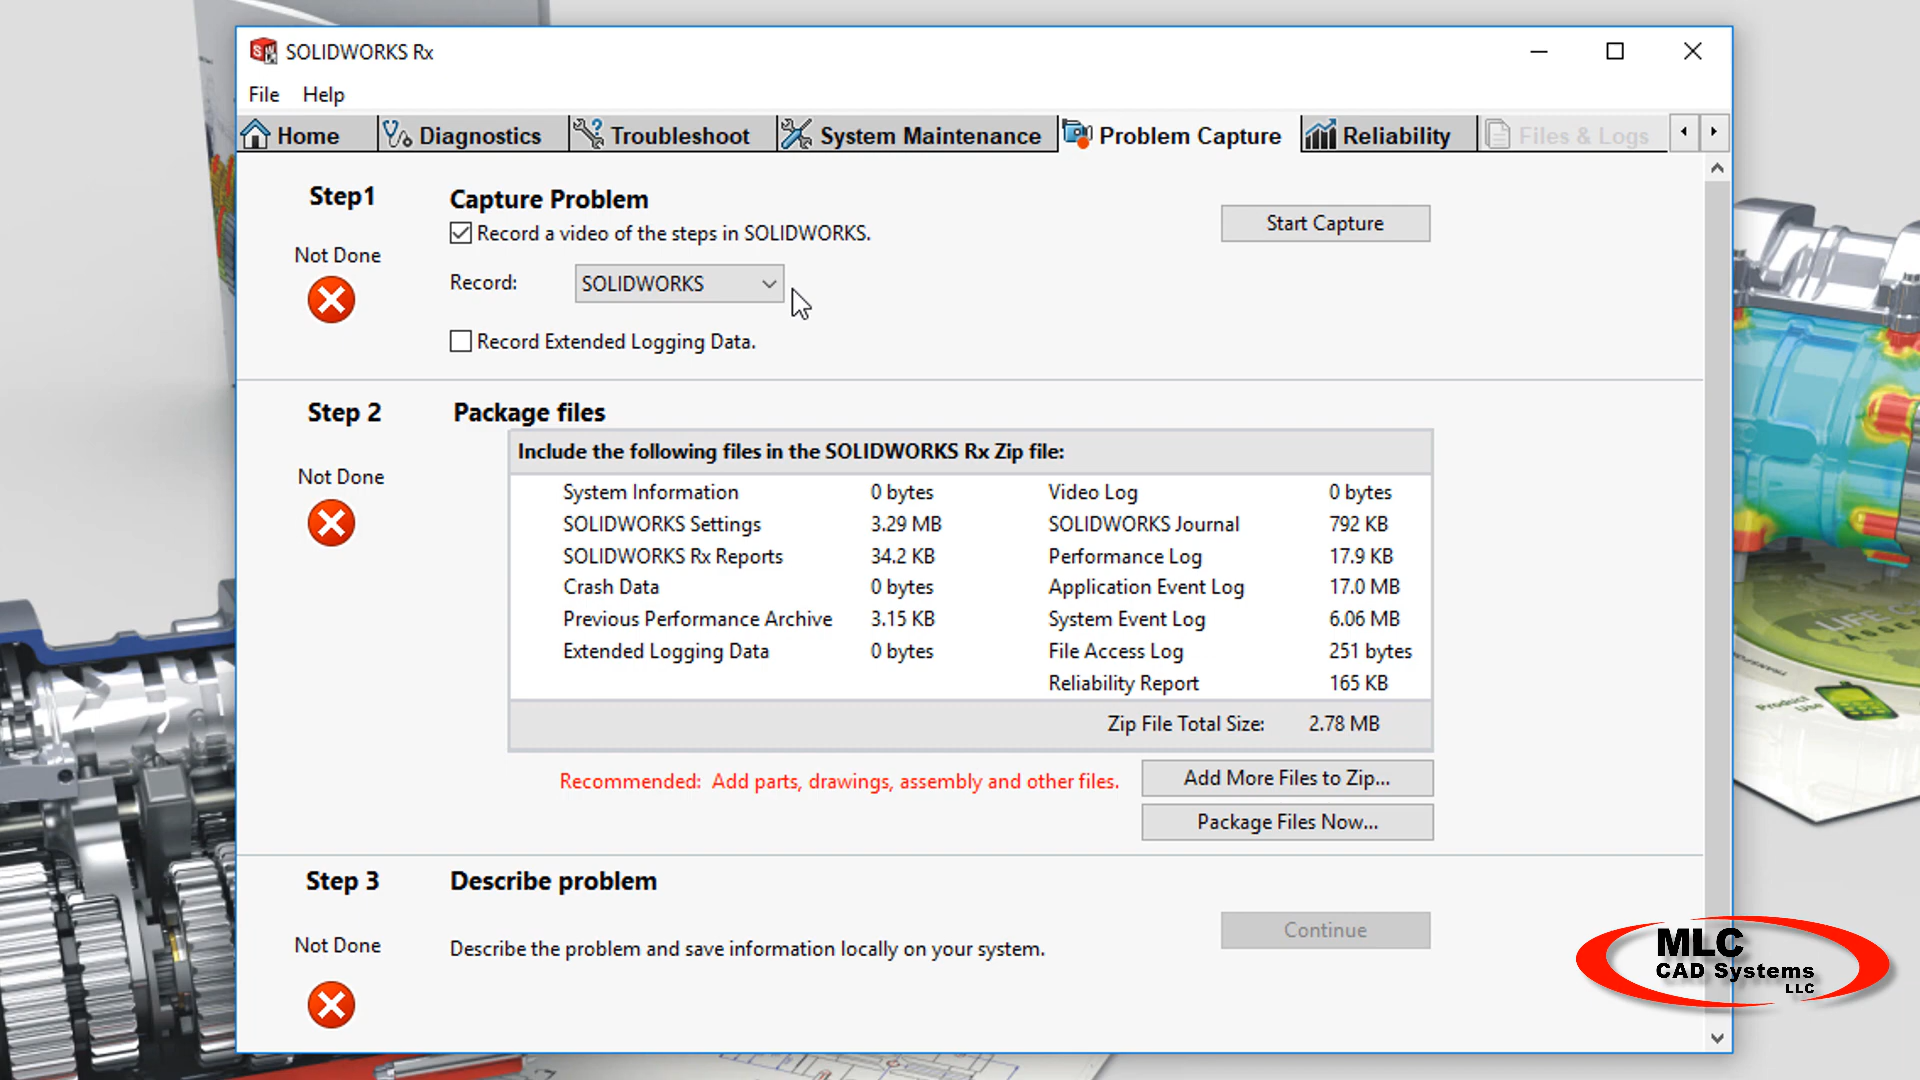 SOLIDWORKS Rx
File Help
Home Diagnostics Troubleshoot System Maintenance Problem Capture Reliability Files & Logs
Step1 Capture Problem
Record a video of the steps in SOLIDWORKS. Start Capture
Not Done
Record: SOLIDWORKS
Record Extended Logging Data.
Step 2 Package files
Include the following files in the SOLIDWORKS Rx Zip file:
Not Done
System Information 0 bytes Video Log 0 bytes
SOLIDWORKS Settings 3.29 MB SOLIDWORKS Journal 792 KB
SOLIDWORKS Rx Reports 34.2 KB Performance Log 17.9 KB
Crash Data 0 bytes Application Event Log 17.0 MB
Previous Performance Archive 3.15 KB System Event Log 6.06 MB
Extended Logging Data 0 bytes File Access Log 251 bytes
Reliability Report 165 KB
Zip File Total Size: 2.78 MB
Recommended: Add parts, drawings, assembly and other files. Add More Files to Zip...
Package Files Now...
Step 3 Describe problem
Not Done
Describe the problem and save information locally on your system. Continue
MLC
CAD Systems
LLC
Product
Use